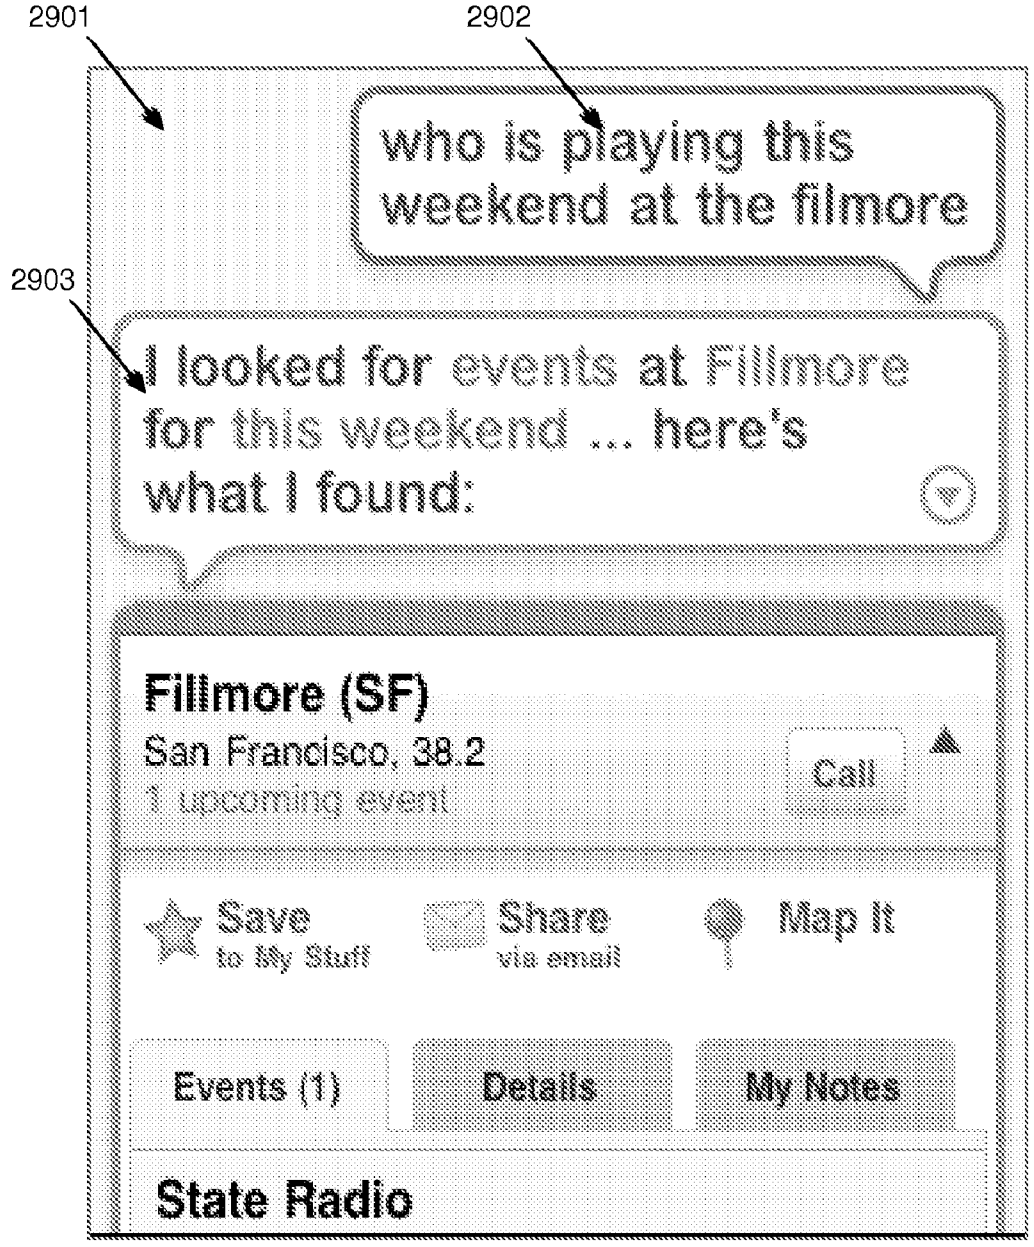 2901
2902
who is playing this
weekend at the filmore
2903
I looked for events at Fillmore
for this weekend ... here's
what I found:
Fillmore (SF)
San Francisco, 38.2
1 upcoming event
Call
Save
to My Stuff
Share
via email
Map It
Events (1)
Details
My Notes
State Radio